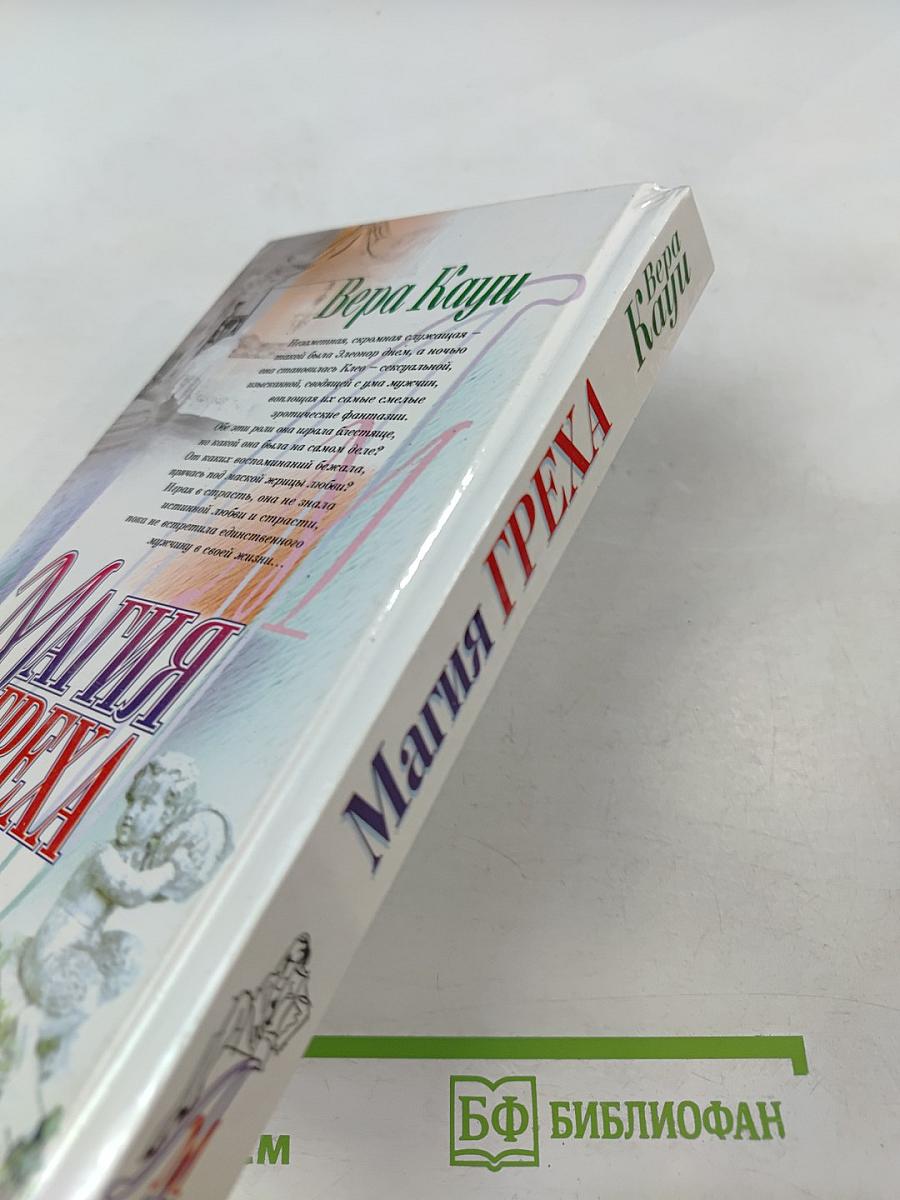 Вера Кауи
Незаметная, скромная служащая –
такой была Элеонор днем, а ночью
она становилась Клео – сексуальной,
изысканной, сводящей с ума мужчин,
воплощая их самые смелые
эротические фантазии.
Обе эти роли она играла блестяще,
но какой она была на самом деле?
От каких воспоминаний бежала,
прячась под маской жрицы любви?
Играя в страсть, она не знала
истинной любви и страсти,
пока не встретила единственного
мужчину в своей жизни...
МАГИЯ
ГРЕХА
Вера
Кауи
Магия ГРЕХА
М
БФ БИБЛИОФАН